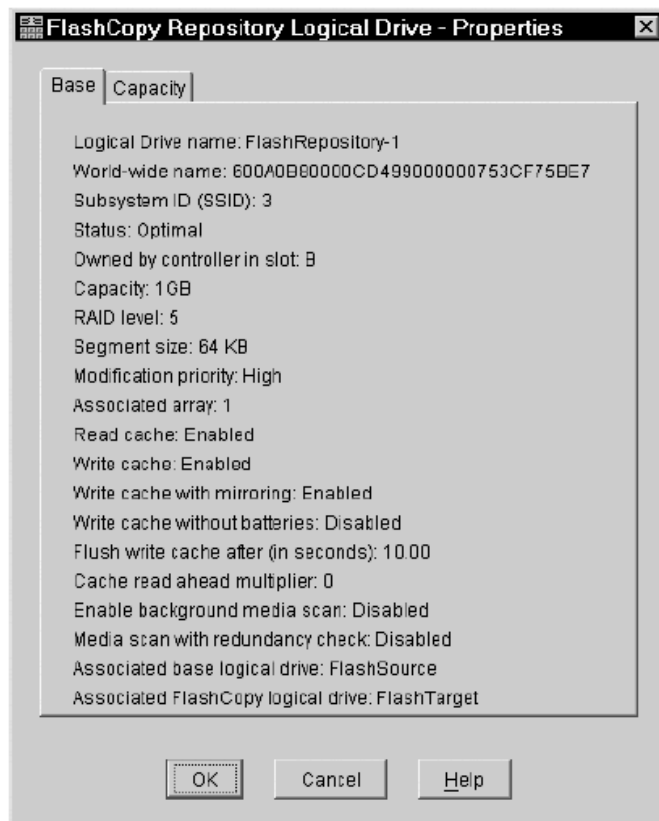 FlashCopy Repository Logical Drive - Properties
Base
Capacity
Logical Drive name: FlashRepository-1
World-wide name: 600A0B80000CD499000000753CF75BE7
Subsystem ID (SSID): 3
Status: Optimal
Owned by controller in slot: B
Capacity: 1GB
RAID level: 5
Segment size: 64 KB
Modification priority: High
Associated array: 1
Read cache: Enabled
Write cache: Enabled
Write cache with mirroring: Enabled
Write cache without batteries: Disabled
Flush write cache after (in seconds): 10.00
Cache read ahead multiplier: 0
Enable background media scan: Disabled
Media scan with redundancy check: Disabled
Associated base logical drive: FlashSource
Associated FlashCopy logical drive: FlashTarget
OK
Cancel
Help